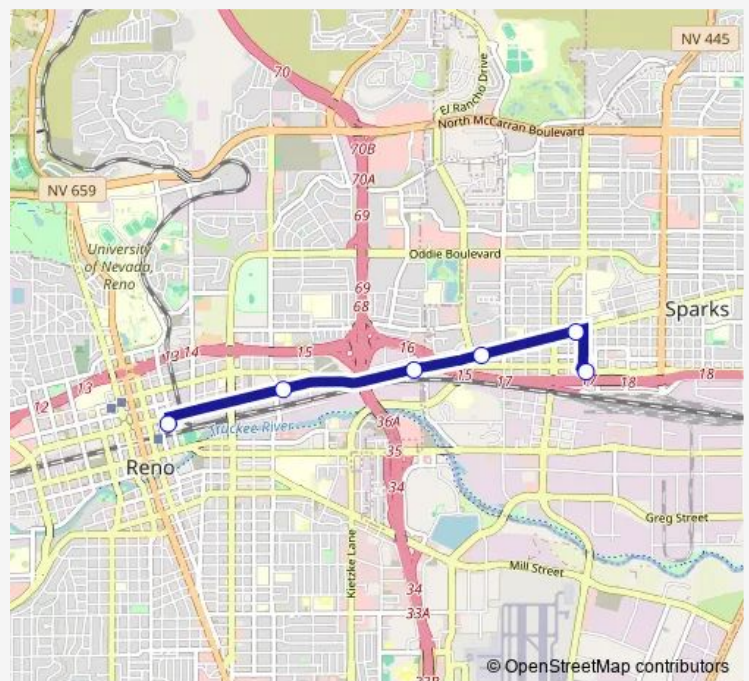 NV 445
70
El Rancho Drive
North McCarran Boulevard
70B
70A
NV 659
69
University
of Nevada,
Reno
Oddie Boulevard
69
68
Sparks
13 14
15
16
15
17
17
18
18
13
12
Truckee River
36A
Reno
35
34
Greg Street
Kietzke Lane
Mill Street
34
33A
© OpenStreetMap contributors